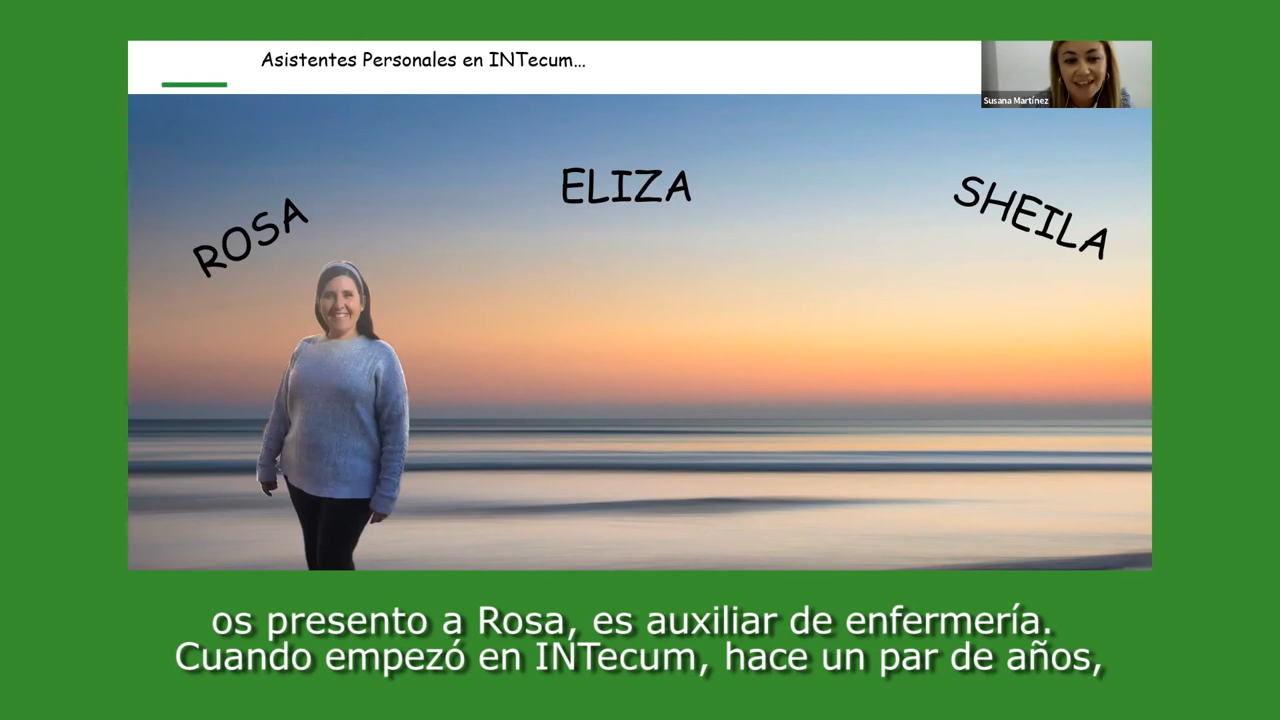 Asistentes Personales en INTecum...
Susana Martínez
ROSA
ELIZA
SHEILA
os presento a Rosa, es auxiliar de enfermería.
Cuando empezó en INTecum, hace un par de años,